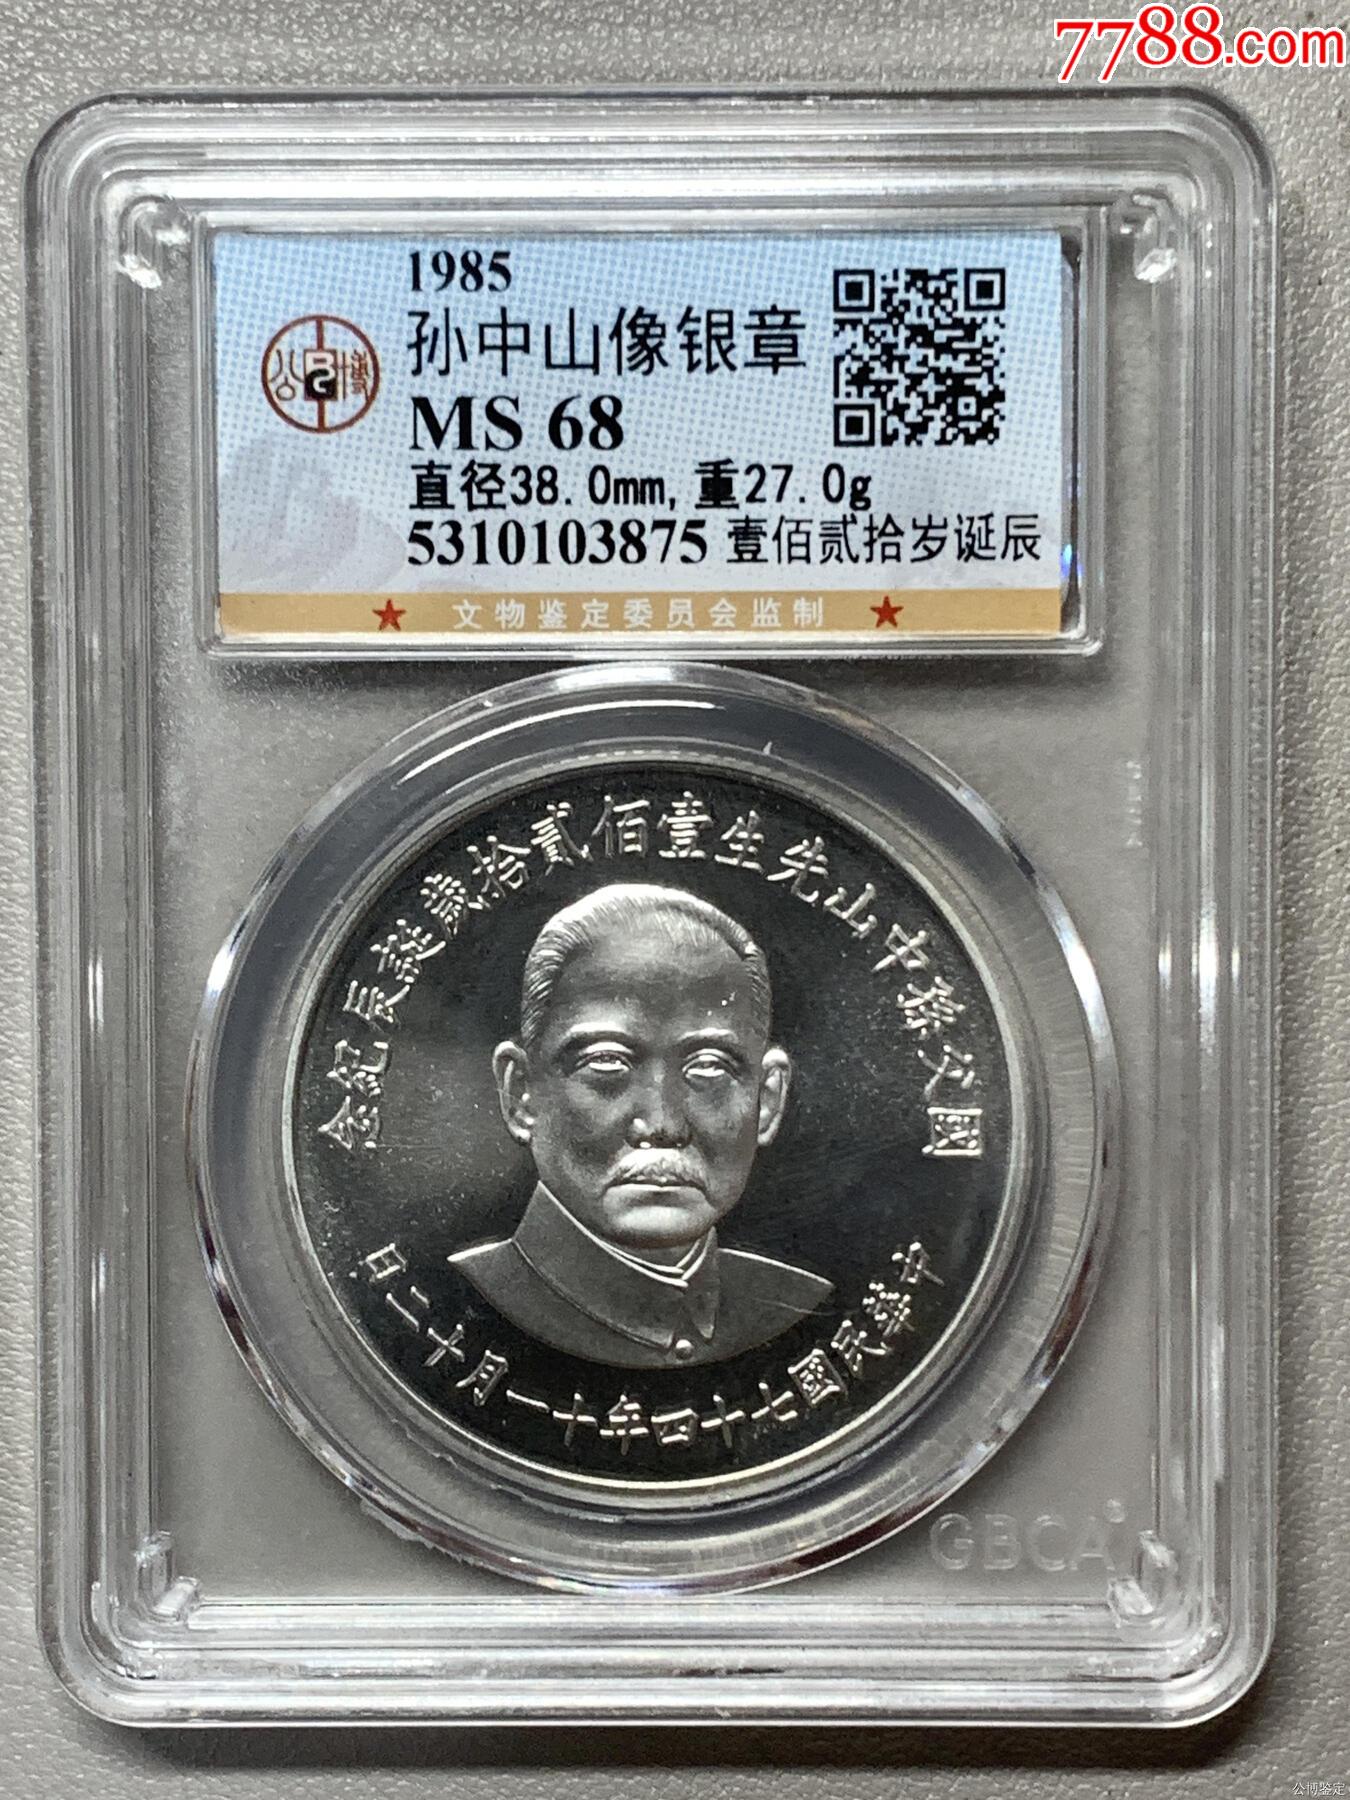 7788.com
1985
孙中山像银章
MS 68
直径38.0mm,重27.0g
5310103875 壹佰贰拾岁诞辰
公博
★ 文物鉴定委员会监制 ★
國父孫中山先生壹佰貳拾歲誕辰紀念
中華民國七十四年十一月十二日
GBCA
公博鉴定